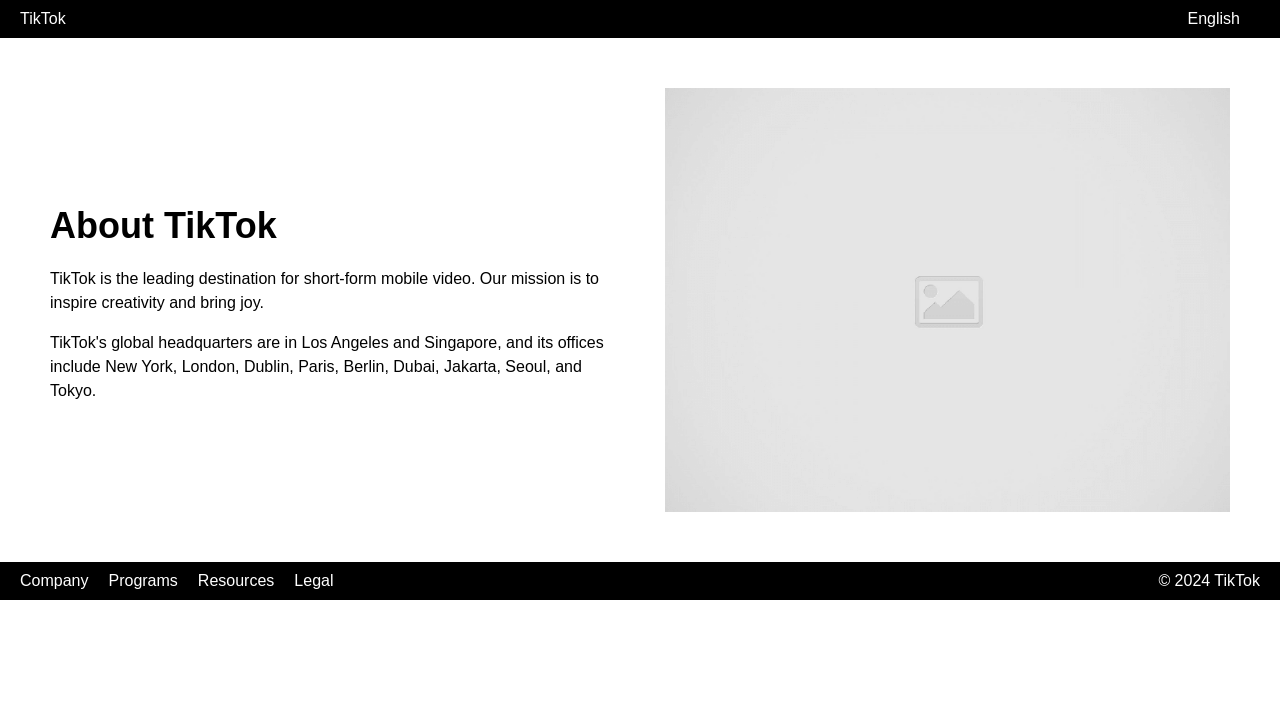 TikTok
English
About TikTok
TikTok is the leading destination for short-form mobile video. Our mission is to
inspire creativity and bring joy.
TikTok's global headquarters are in Los Angeles and Singapore, and its offices
include New York, London, Dublin, Paris, Berlin, Dubai, Jakarta, Seoul, and
Tokyo.
Company
Programs
Resources
Legal
© 2024 TikTok